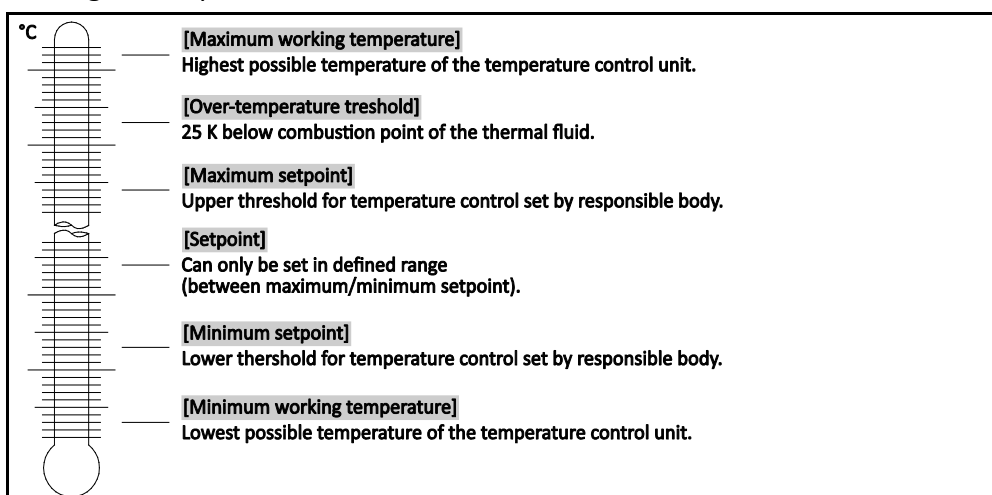 °C
[Maximum working temperature]
Highest possible temperature of the temperature control unit.
[Over-temperature treshold]
25 K below combustion point of the thermal fluid.
[Maximum setpoint]
Upper threshold for temperature control set by responsible body.
[Setpoint]
Can only be set in defined range
(between maximum/minimum setpoint).
[Minimum setpoint]
Lower thershold for temperature control set by responsible body.
[Minimum working temperature]
Lowest possible temperature of the temperature control unit.